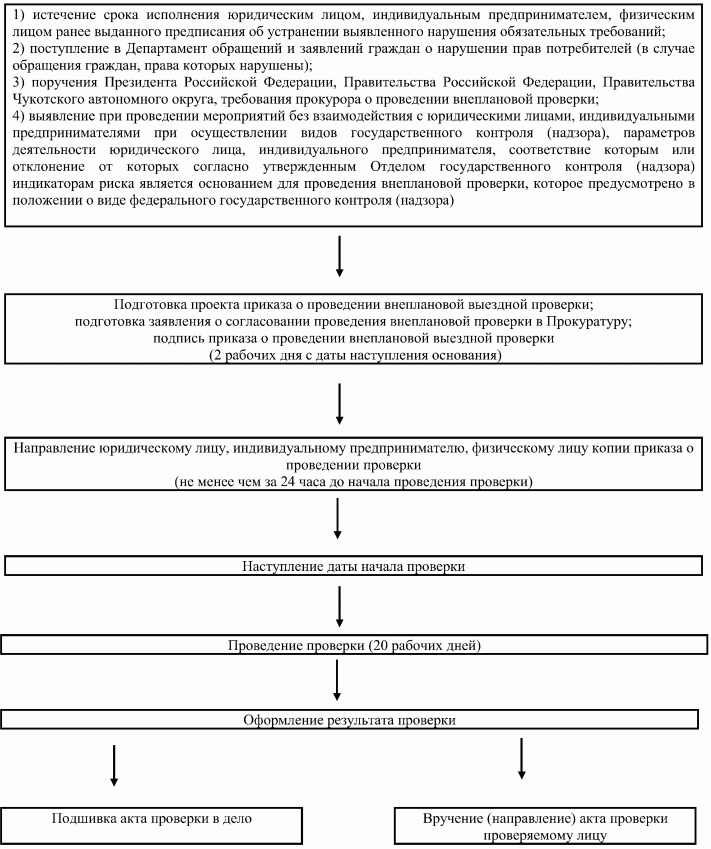 1) истечение срока исполнения юридическим лицом, индивидуальным предпринимателем, физическим
лицом ранее выданного предписания об устранении выявленного нарушения обязательных требований;
2) поступление в Департамент обращений и заявлений граждан о нарушении прав потребителей (в случае
обращения граждан, права которых нарушены);
3) поручения Президента Российской Федерации, Правительства Российской Федерации, Правительства
Чукотского автономного округа, требования прокурора о проведении внеплановой проверки;
4) выявление при проведении мероприятий без взаимодействия с юридическими лицами, индивидуальными
предпринимателями при осуществлении видов государственного контроля (надзора), параметров
деятельности юридического лица, индивидуального предпринимателя, соответствие которым или
отклонение от которых согласно утвержденным Отделом государственного контроля (надзора)
индикаторам риска является основанием для проведения внеплановой проверки, которое предусмотрено в
положении о виде федерального государственного контроля (надзора)
Подготовка проекта приказа о проведении внеплановой выездной проверки;
подготовка заявления о согласовании проведения внеплановой проверки в Прокуратуру;
подпись приказа о проведении внеплановой выездной проверки
(2 рабочих дня с даты наступления основания)
Направление юридическому лицу, индивидуальному предпринимателю, физическому лицу копии приказа о
проведении проверки
(не менее чем за 24 часа до начала проведения проверки)
Наступление даты начала проверки
Проведение проверки (20 рабочих дней)
Оформление результата проверки
Подшивка акта проверки в дело
Вручение (направление) акта проверки
проверяемому лицу